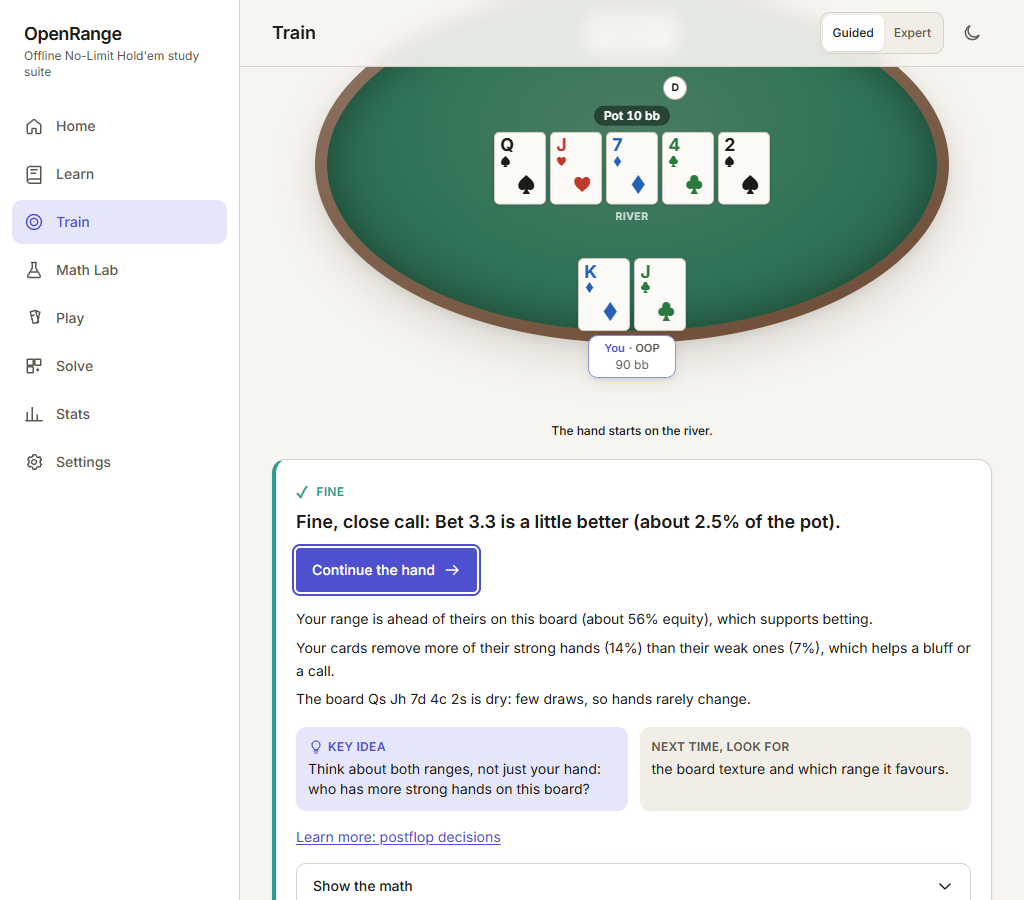 OpenRange
Offline No-Limit Hold'em study
suite
Home
Learn
Train
Math Lab
Play
Solve
Stats
Settings
Train
Guided
Expert
D
Pot 10 bb
Q
J
7
4
2
RIVER
K
J
You · OOP
90 bb
The hand starts on the river.
FINE
Fine, close call: Bet 3.3 is a little better (about 2.5% of the pot).
Continue the hand →
Your range is ahead of theirs on this board (about 56% equity), which supports betting.
Your cards remove more of their strong hands (14%) than their weak ones (7%), which helps a bluff or
a call.
The board Qs Jh 7d 4c 2s is dry: few draws, so hands rarely change.
KEY IDEA
Think about both ranges, not just your hand:
who has more strong hands on this board?
NEXT TIME, LOOK FOR
the board texture and which range it favours.
Learn more: postflop decisions
Show the math